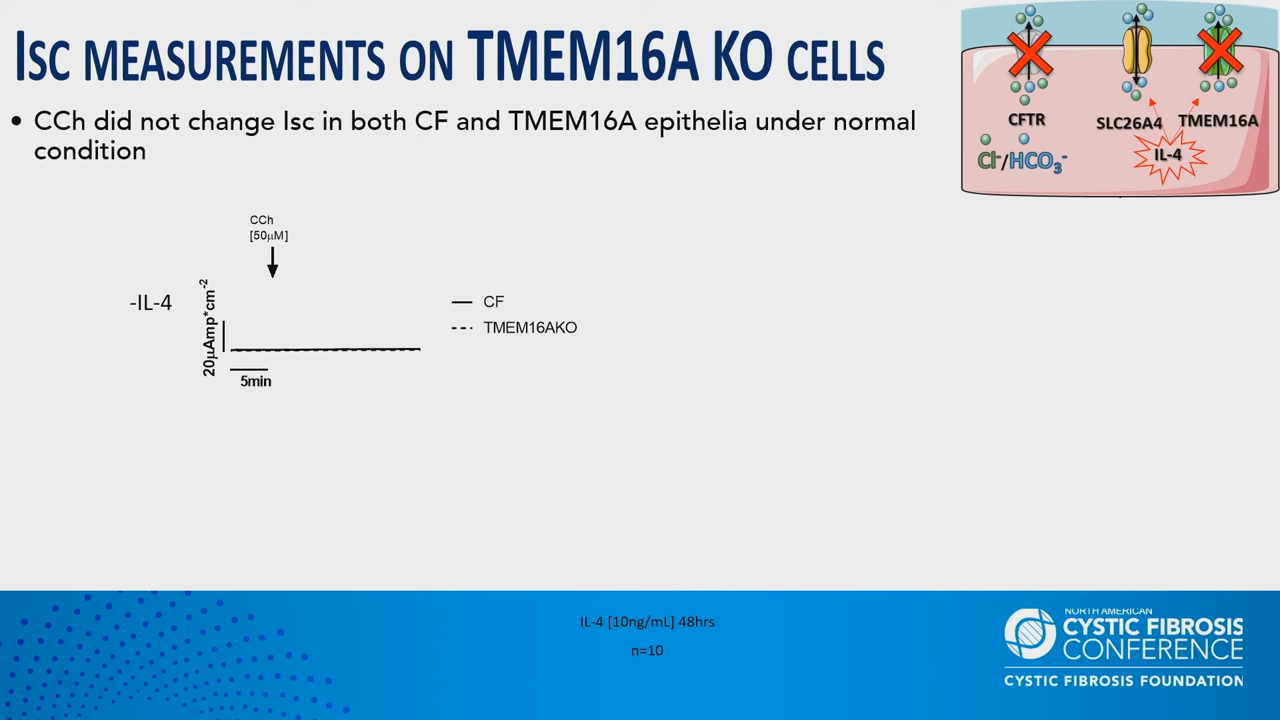 ISC MEASUREMENTS ON TMEM16A KO CELLS
• CCh did not change Isc in both CF and TMEM16A epithelia under normal
condition
CFTR
SLC26A4
TMEM16A
IL-4
Cl⁻/HCO₃⁻
CCh
[50µM]
-IL-4
20µAmp*cm⁻²
5min
CF
TMEM16AKO
IL-4 [10ng/mL] 48hrs
n=10
NORTH AMERICAN
CYSTIC FIBROSIS
CONFERENCE
CYSTIC FIBROSIS FOUNDATION